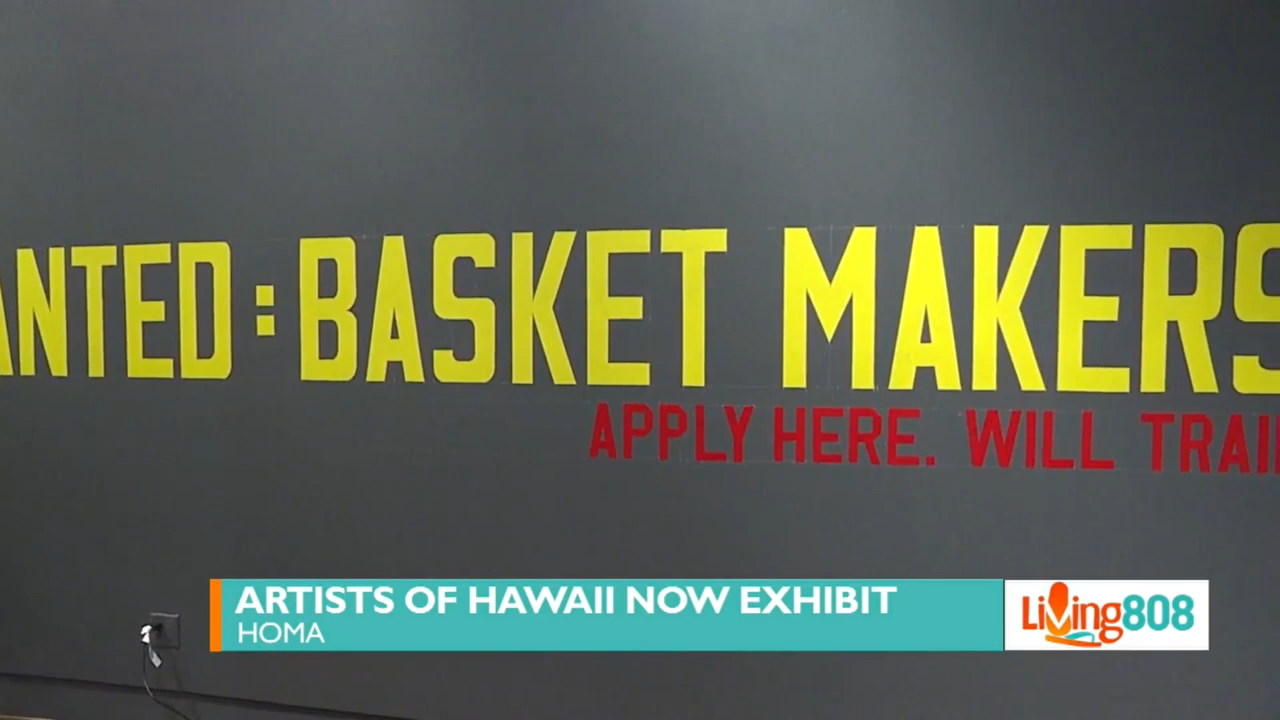 ANTED: BASKET MAKERS
APPLY HERE. WILL TRAI
ARTISTS OF HAWAII NOW EXHIBIT
HOMA
Living808